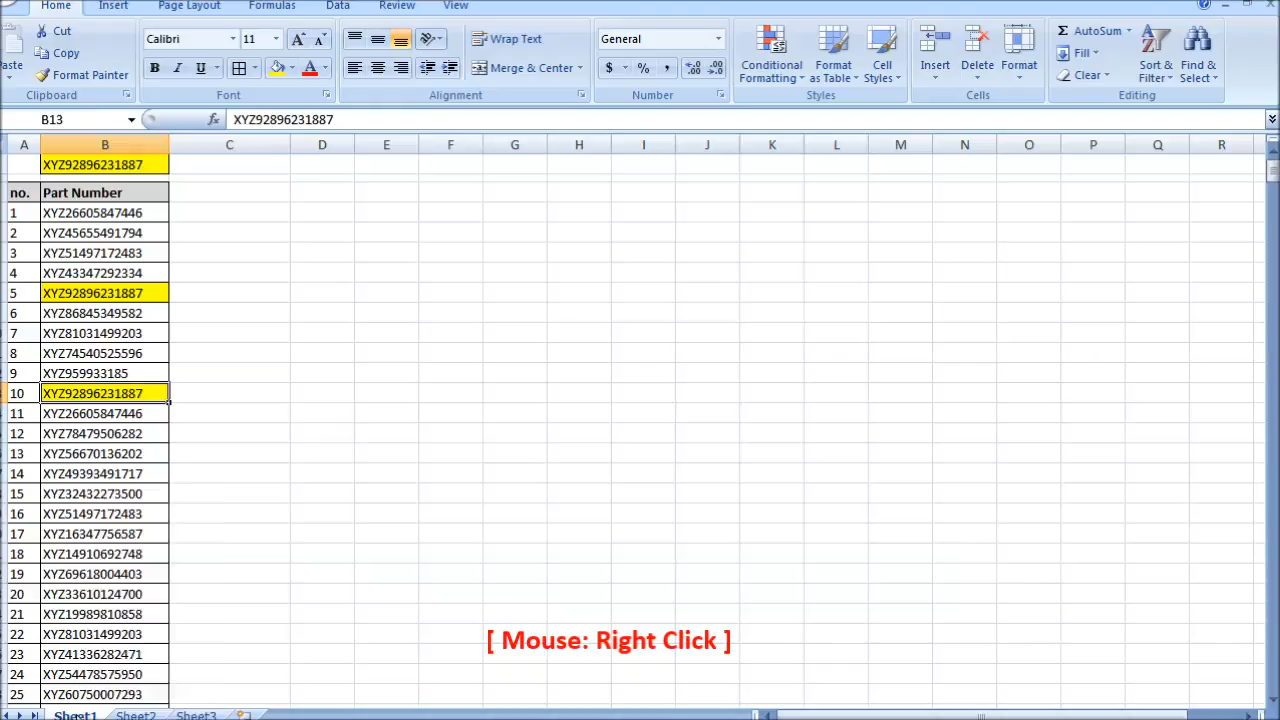 Home Insert Page Layout Formulas Data Review View
Cut
Copy
Format Painter
Clipboard
Calibri 11
B I U
Font
Wrap Text
Merge & Center
Alignment
General
$ % ,
Number
Conditional Formatting
Format as Table
Cell Styles
Styles
Insert Delete Format
Cells
AutoSum
Fill
Clear
Sort & Filter
Find & Select
Editing
B13 fx XYZ92896231887
A B C D E F G H I J K L M N O P Q R
XYZ92896231887
no. Part Number
1 XYZ26605847446
2 XYZ45655491794
3 XYZ51497172483
4 XYZ43347292334
5 XYZ92896231887
6 XYZ86845349582
7 XYZ81031499203
8 XYZ74540525596
9 XYZ959933185
10 XYZ92896231887
11 XYZ26605847446
12 XYZ78479506282
13 XYZ56670136202
14 XYZ49393491717
15 XYZ32432273500
16 XYZ51497172483
17 XYZ16347756587
18 XYZ14910692748
19 XYZ69618004403
20 XYZ33610124700
21 XYZ19989810858
22 XYZ81031499203
23 XYZ41336282471
24 XYZ54478575950
25 XYZ60750007293
[ Mouse: Right Click ]
Sheet1 Sheet2 Sheet3